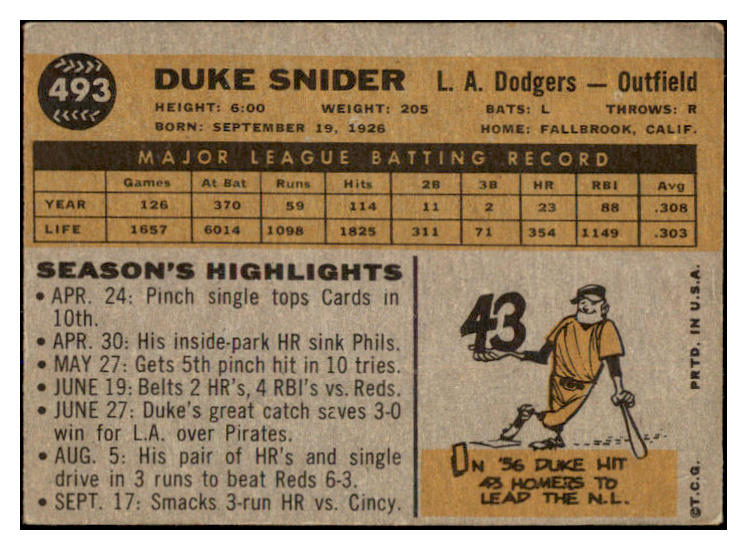 493
DUKE SNIDER L. A. Dodgers — Outfield
HEIGHT: 6:00 WEIGHT: 205 BATS: L THROWS: R
BORN: SEPTEMBER 19, 1926 HOME: FALLBROOK, CALIF.
MAJOR LEAGUE BATTING RECORD
Games At Bat Runs Hits 2B 3B HR RBI Avg
YEAR 126 370 59 114 11 2 23 88 .308
LIFE 1657 6014 1098 1825 311 71 354 1149 .303
SEASON'S HIGHLIGHTS
• APR. 24: Pinch single tops Cards in
10th.
• APR. 30: His inside-park HR sink Phils.
• MAY 27: Gets 5th pinch hit in 10 tries.
• JUNE 19: Belts 2 HR's, 4 RBI's vs. Reds.
• JUNE 27: Duke's great catch saves 3-0
win for L.A. over Pirates.
• AUG. 5: His pair of HR's and single
drive in 3 runs to beat Reds 6-3.
• SEPT. 17: Smacks 3-run HR vs. Cincy.
43
IN '56 DUKE HIT
43 HOMERS TO
LEAD THE N.L.
©T.C.G. PRTD. IN U.S.A.